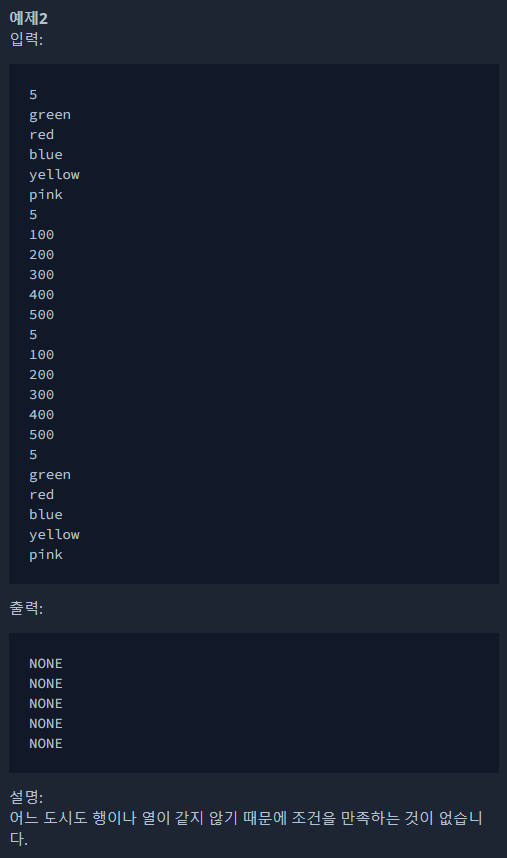 예제2
입력:
5
green
red
blue
yellow
pink
5
100
200
300
400
500
5
100
200
300
400
500
5
green
red
blue
yellow
pink
출력:
NONE
NONE
NONE
NONE
NONE
설명:
어느 도시도 행이나 열이 같지 않기 때문에 조건을 만족하는 것이 없습니
다.